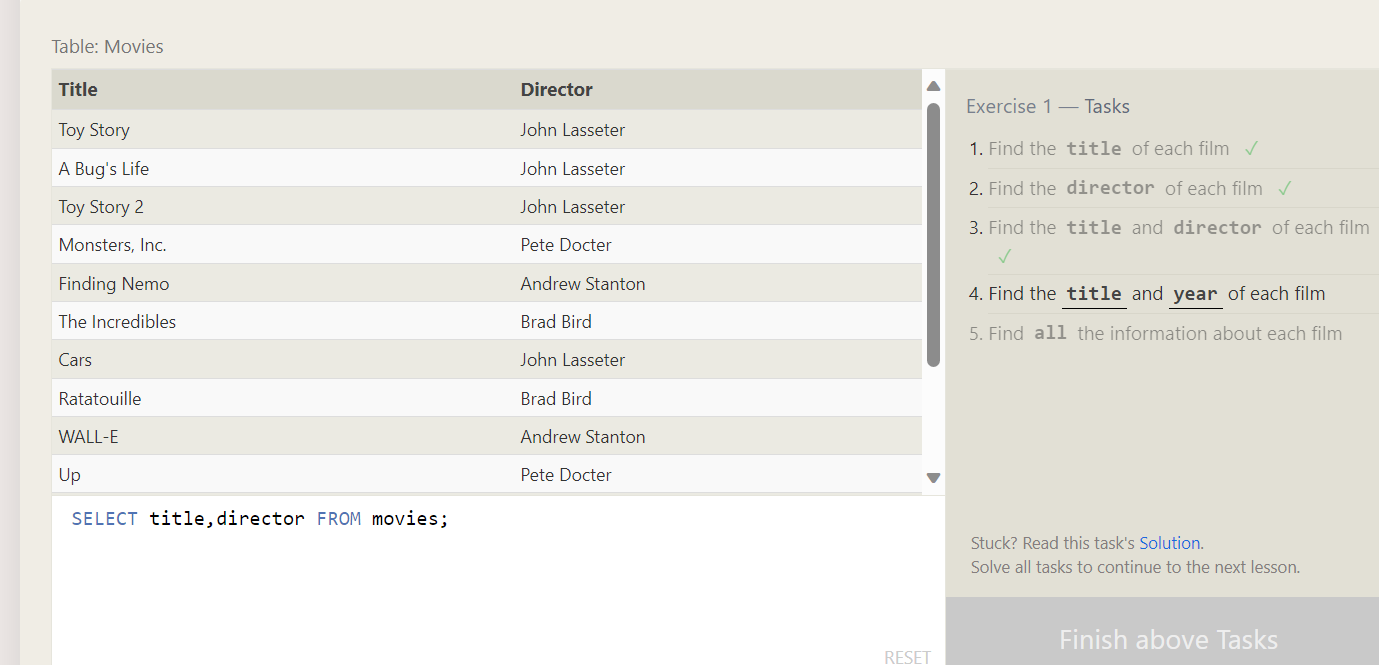 Table: Movies
Title Director
Toy Story John Lasseter
A Bug's Life John Lasseter
Toy Story 2 John Lasseter
Monsters, Inc. Pete Docter
Finding Nemo Andrew Stanton
The Incredibles Brad Bird
Cars John Lasseter
Ratatouille Brad Bird
WALL-E Andrew Stanton
Up Pete Docter
SELECT title,director FROM movies;
RESET
Exercise 1 — Tasks
1. Find the title of each film ✓
2. Find the director of each film ✓
3. Find the title and director of each film
✓
4. Find the title and year of each film
5. Find all the information about each film
Stuck? Read this task's Solution.
Solve all tasks to continue to the next lesson.
Finish above Tasks